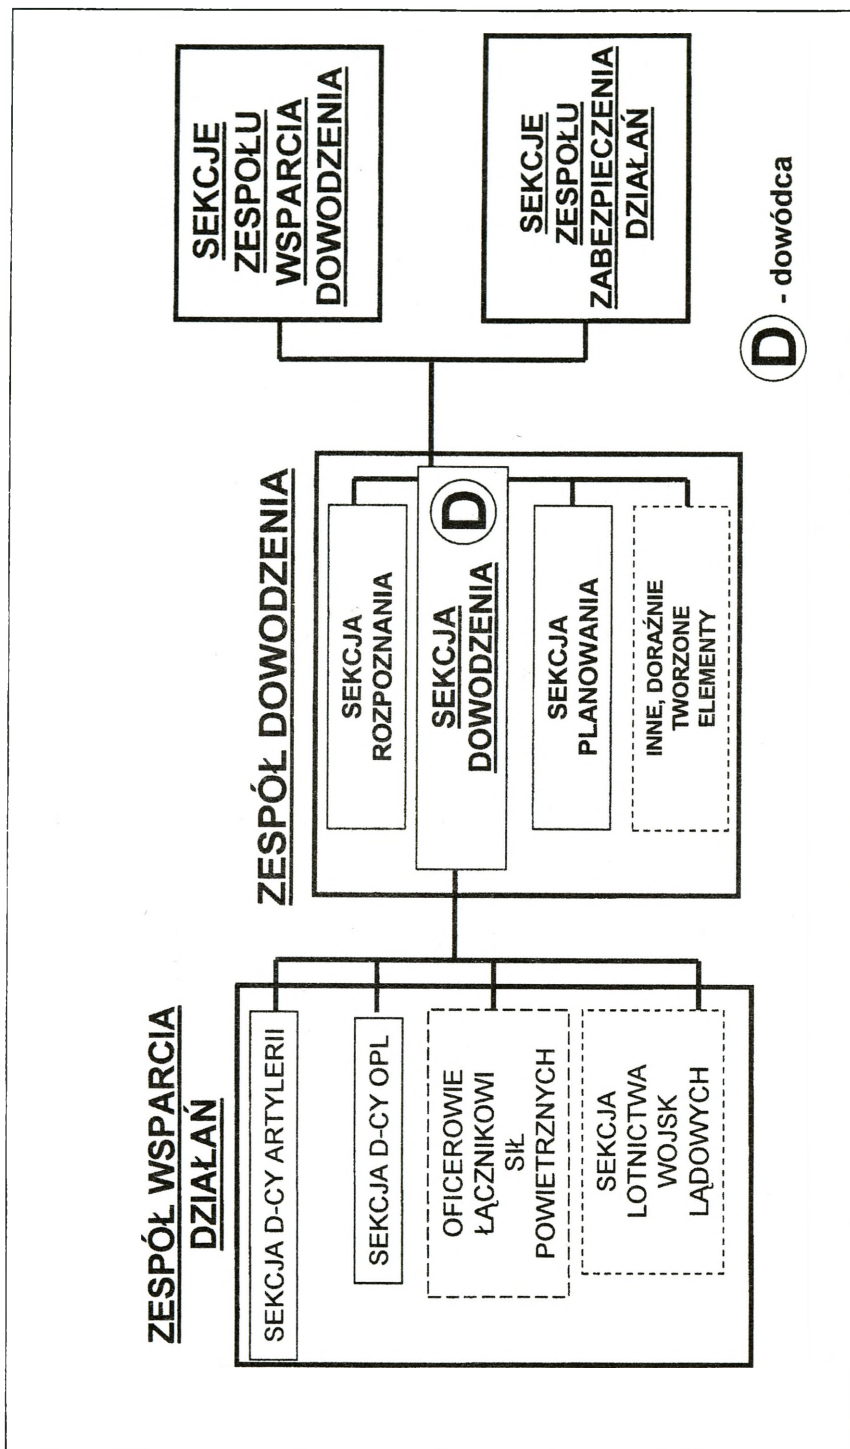 ZESPÓŁ WSPARCIA
DZIAŁAŃ
SEKCJA D-CY ARTYLERII
SEKCJA D-CY OPL
OFICEROWIE
ŁĄCZNIKOWI
SIŁ
POWIETRZNYCH
SEKCJA
LOTNICTWA
WOJSK
LĄDOWYCH
ZESPÓŁ DOWODZENIA
SEKCJA
ROZPOZNANIA
SEKCJA
DOWODZENIA
D
SEKCJA
PLANOWANIA
INNE, DORAŹNIE
TWORZONE
ELEMENTY
SEKCJE
ZESPOŁU
WSPARCIA
DOWODZENIA
SEKCJE
ZESPOŁU
ZABEZPIECZENIA
DZIAŁAŃ
D - dowódca